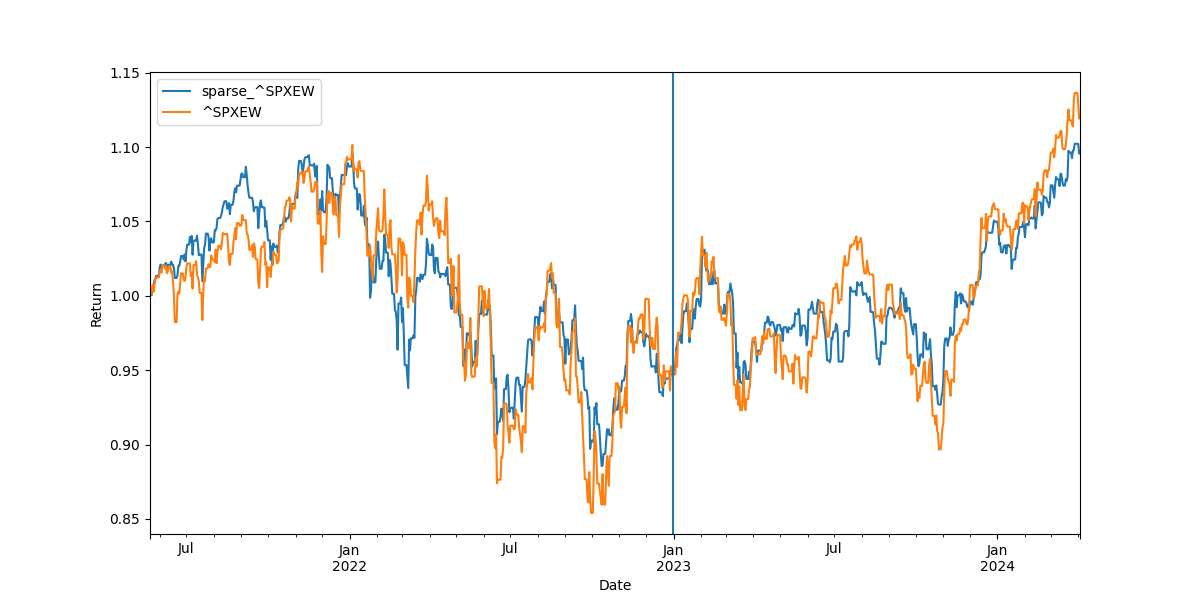 1.15
1.10
1.05
1.00
0.95
0.90
0.85
Return
sparse_^SPXEW
^SPXEW
Jul
Jan
2022
Jul
Jan
2023
Jul
Jan
2024
Date